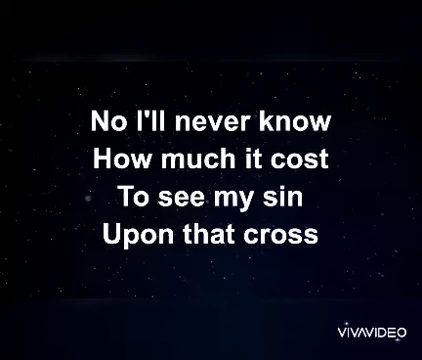 No I'll never know
How much it cost
To see my sin
Upon that cross
VIVAVIDEO